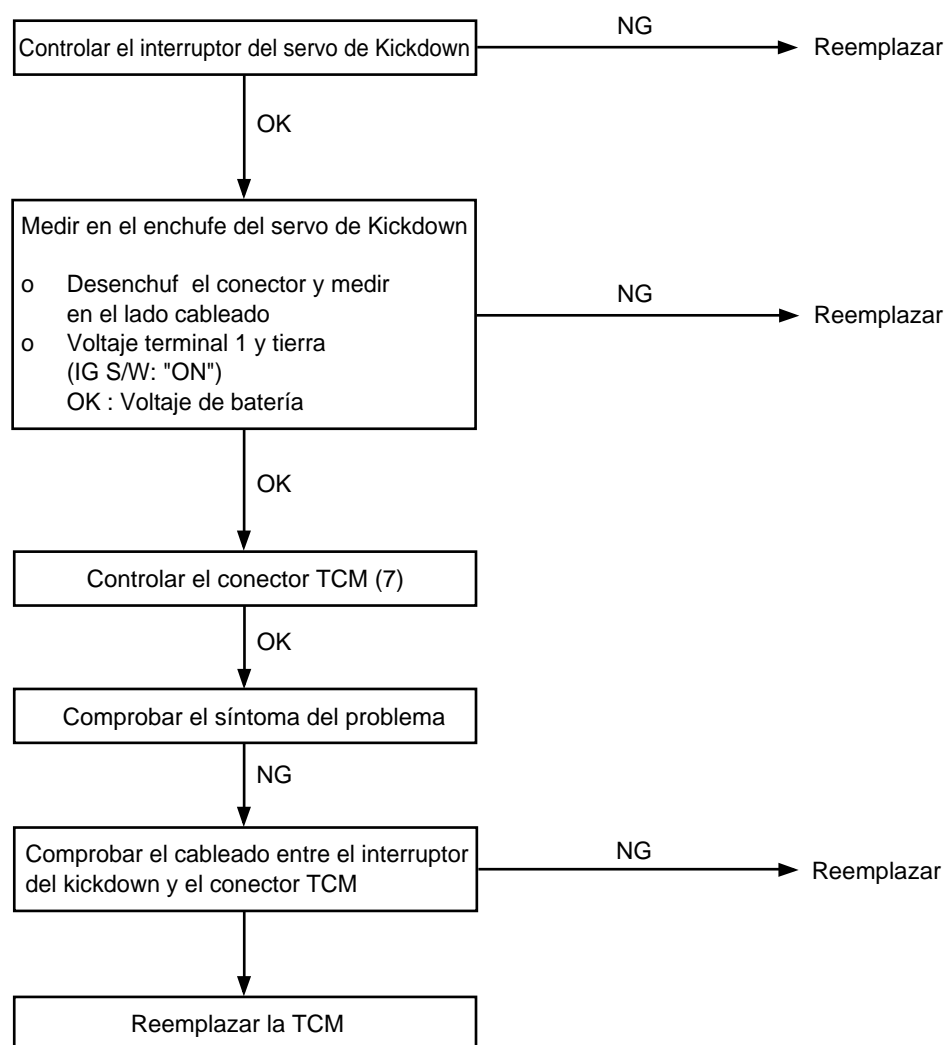 Controlar el interruptor del servo de Kickdown
NG
Reemplazar
OK
Medir en el enchufe del servo de Kickdown
o Desenchuf el conector y medir
en el lado cableado
o Voltaje terminal 1 y tierra
(IG S/W: "ON")
OK : Voltaje de batería
NG
Reemplazar
OK
Controlar el conector TCM (7)
OK
Comprobar el síntoma del problema
NG
Comprobar el cableado entre el interruptor
del kickdown y el conector TCM
NG
Reemplazar
Reemplazar la TCM